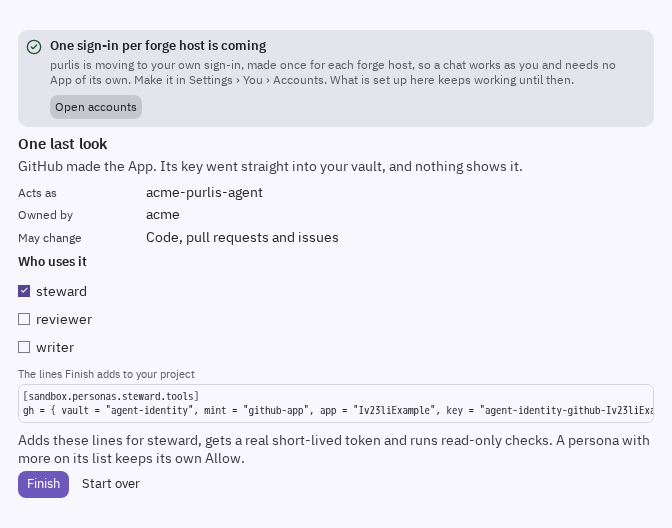 One sign-in per forge host is coming
purlis is moving to your own sign-in, made once for each forge host, so a chat works as you and needs no
App of its own. Make it in Settings › You › Accounts. What is set up here keeps working until then.
Open accounts
One last look
GitHub made the App. Its key went straight into your vault, and nothing shows it.
Acts as acme-purlis-agent
Owned by acme
May change Code, pull requests and issues
Who uses it
steward
reviewer
writer
The lines Finish adds to your project
[sandbox.personas.steward.tools]
gh = { vault = "agent-identity", mint = "github-app", app = "Iv23liExample", key = "agent-identity-github-Iv23liExa
Adds these lines for steward, gets a real short-lived token and runs read-only checks. A persona with
more on its list keeps its own Allow.
Finish Start over